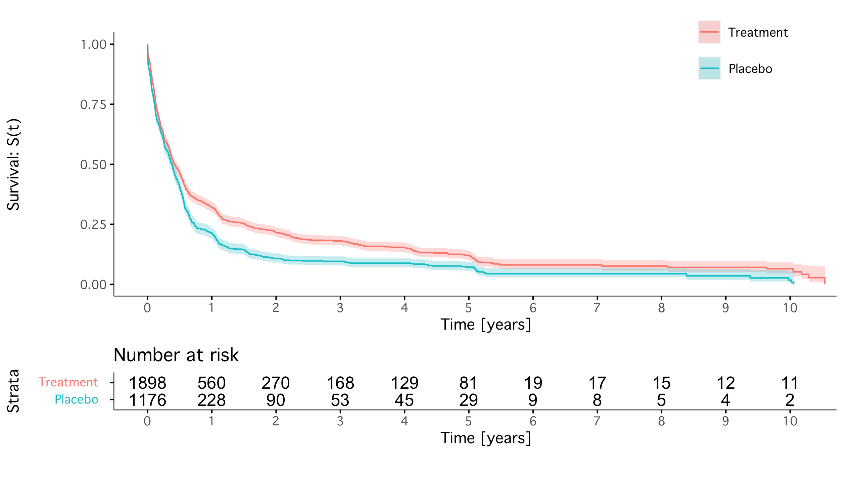 Treatment
Placebo
Survival: S(t)
1.00
0.75
0.50
0.25
0.00
0 1 2 3 4 5 6 7 8 9 10
Time [years]
Number at risk
Strata
Treatment 1898 560 270 168 129 81 19 17 15 12 11
Placebo 1176 228 90 53 45 29 9 8 5 4 2
0 1 2 3 4 5 6 7 8 9 10
Time [years]